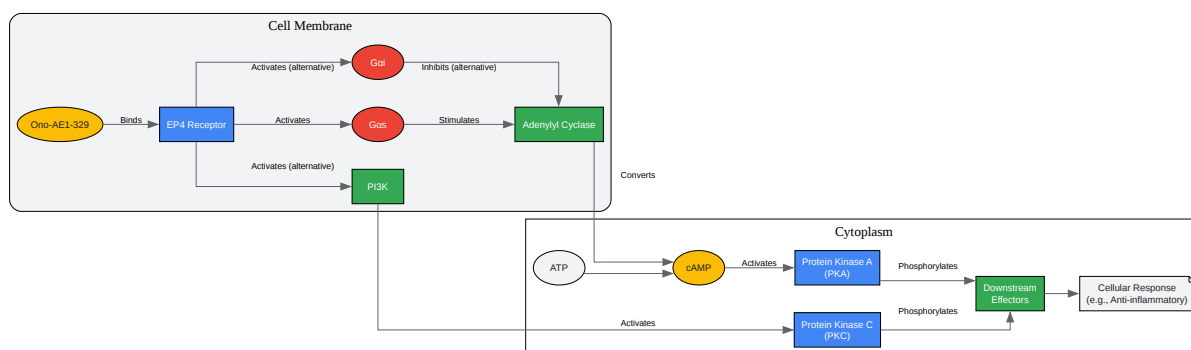 Cell Membrane
Activates (alternative)
Gαi
Inhibits (alternative)
Ono-AE1-329
Binds
EP4 Receptor
Activates
Gαs
Stimulates
Adenylyl Cyclase
Activates (alternative)
PI3K
Converts
Cytoplasm
ATP
cAMP
Activates
Protein Kinase A
(PKA)
Phosphorylates
Downstream
Effectors
Cellular Response
(e.g., Anti-inflammatory)
Activates
Protein Kinase C
(PKC)
Phosphorylates